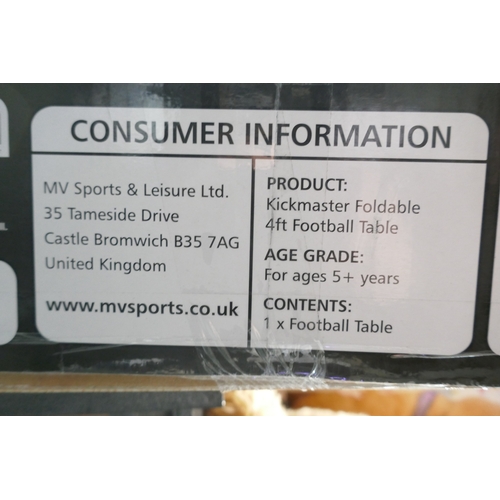 CONSUMER INFORMATION
MV Sports & Leisure Ltd.
35 Tameside Drive
Castle Bromwich B35 7AG
United Kingdom
www.mvsports.co.uk
PRODUCT:
Kickmaster Foldable
4ft Football Table
AGE GRADE:
For ages 5+ years
CONTENTS:
1 x Football Table